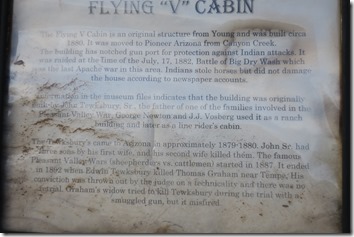 FLYING "V" CABIN
The Flying V Cabin is an original structure from Young and was built circa
1880. It was moved to Pioneer Arizona from Canyon Creek.
The building has notched gun port for protection against Indian attacks. It
was raided at the time of the July, 17, 1882, Battle of Big Dry Wash which
was the last Apache war in this area. Indians stole horses but did not damage
the house according to newspaper accounts.
Information in the museum files indicates that the building was originally
John Tewksbury, Sr., the father of one of the families involved in the
Pleasant Valley War. George Newton and J.J. Vosberg used it as a ranch
building and later as a line rider's cabin.
The Tewksbury's came to Arizona in approximately 1879-1880. John Sr. had
seven sons by his first wife, and his second wife killed them. The famous
Pleasant Valley Wars (sheepherders vs. cattlemen) started in 1887. It ended
in 1892 when Edwin Tewksbury killed Thomas Graham near Tempe. His
conviction was thrown out by the judge on a technicality and there was no
trial. Graham's widow tried to kill Tewksbury during the trial with a
smuggled gun, but it misfired.